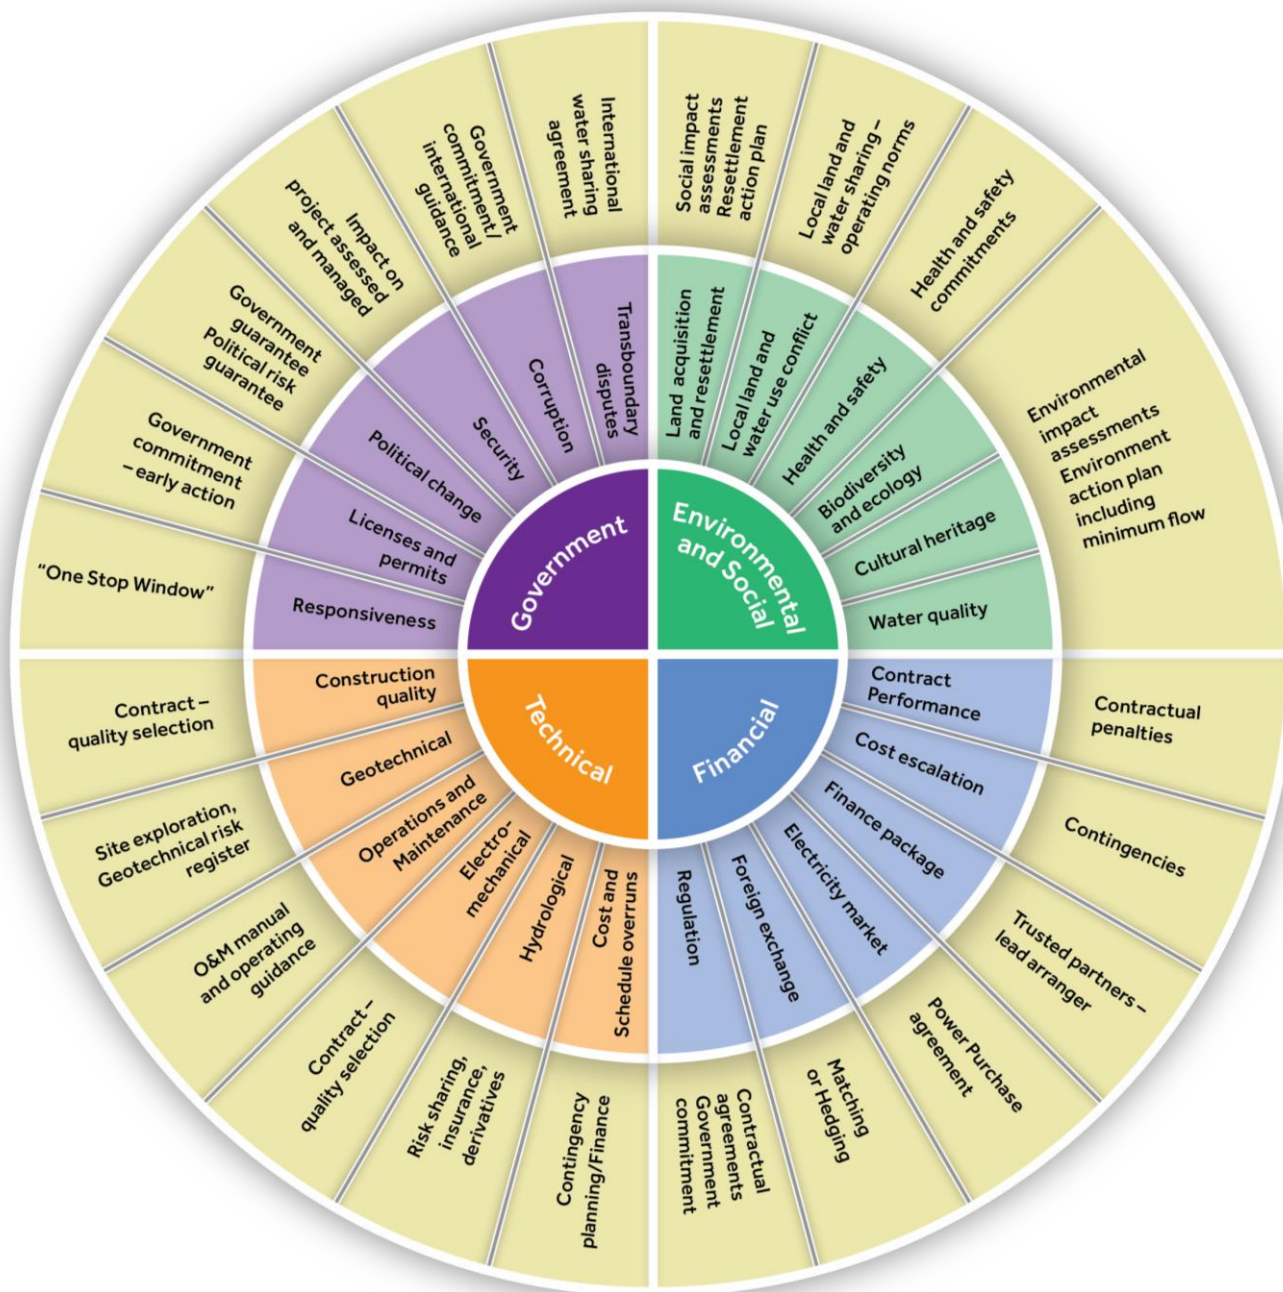 Government
Environmental
and Social
Technical
Financial
Transboundary
disputes
Corruption
Security
Political change
Licenses and
permits
Responsiveness
International
water sharing
agreement
Government
commitment/
international
guidance
Impact on
project assessed
and managed
Government
guarantee
Political risk
guarantee
Government
commitment
– early action
“One Stop Window”
Land acquisition
and resettlement
Local land and
water use conflict
Health and safety
Biodiversity
and ecology
Cultural heritage
Water quality
Social impact
assessments
Resettlement
action plan
Local land and
water sharing –
operating norms
Health and safety
commitments
Environmental
impact
assessments
Environment
action plan
including
minimum flow
Contract
Performance
Cost escalation
Finance package
Electricity market
Foreign exchange
Regulation
Contractual
penalties
Contingencies
Trusted partners –
lead arranger
Power Purchase
agreement
Matching
or Hedging
Contractual
agreements
Government
commitment
Construction
quality
Geotechnical
Operations and
Maintenance
Electro-
mechanical
Hydrological
Cost and
Schedule overruns
Contract –
quality selection
Site exploration,
Geotechnical risk
register
O&M manual
and operating
guidance
Contract –
quality selection
Risk sharing,
insurance,
derivatives
Contingency
planning/Finance